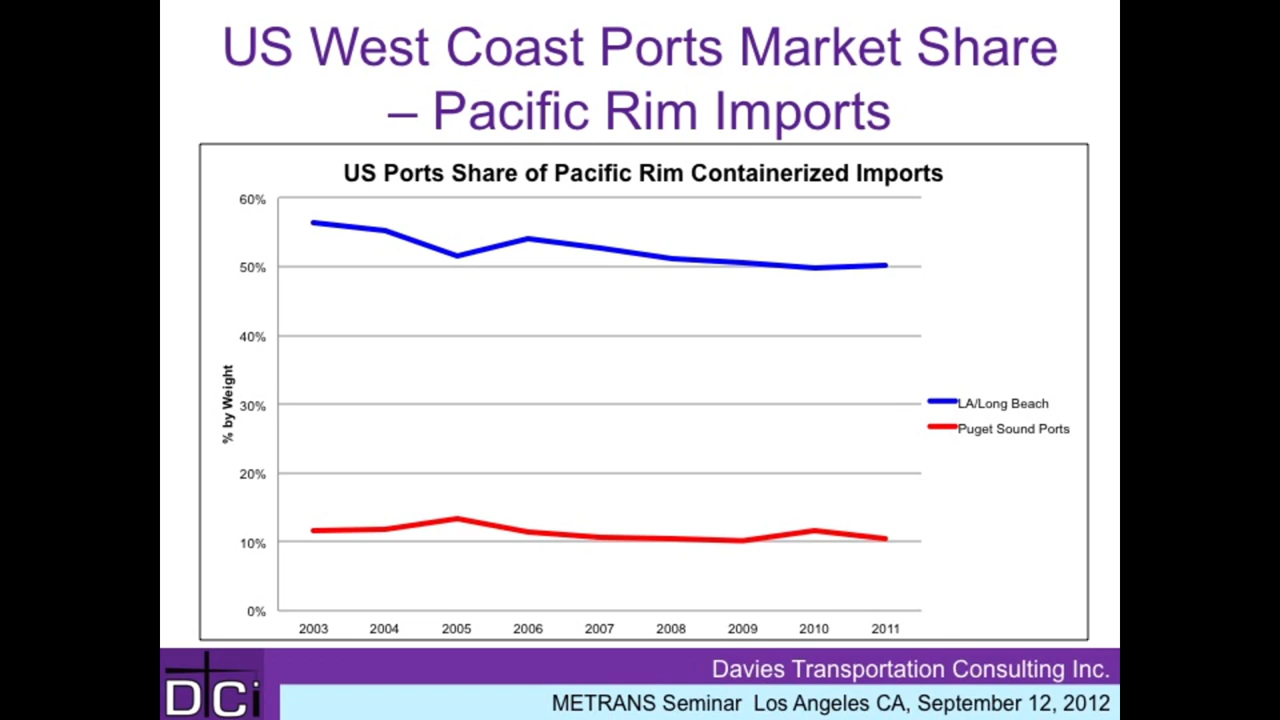 US West Coast Ports Market Share
– Pacific Rim Imports
US Ports Share of Pacific Rim Containerized Imports
60%
50%
40%
30%
20%
10%
0%
% by Weight
LA/Long Beach
Puget Sound Ports
2003 2004 2005 2006 2007 2008 2009 2010 2011
Davies Transportation Consulting Inc.
DTCi
METRANS Seminar Los Angeles CA, September 12, 2012